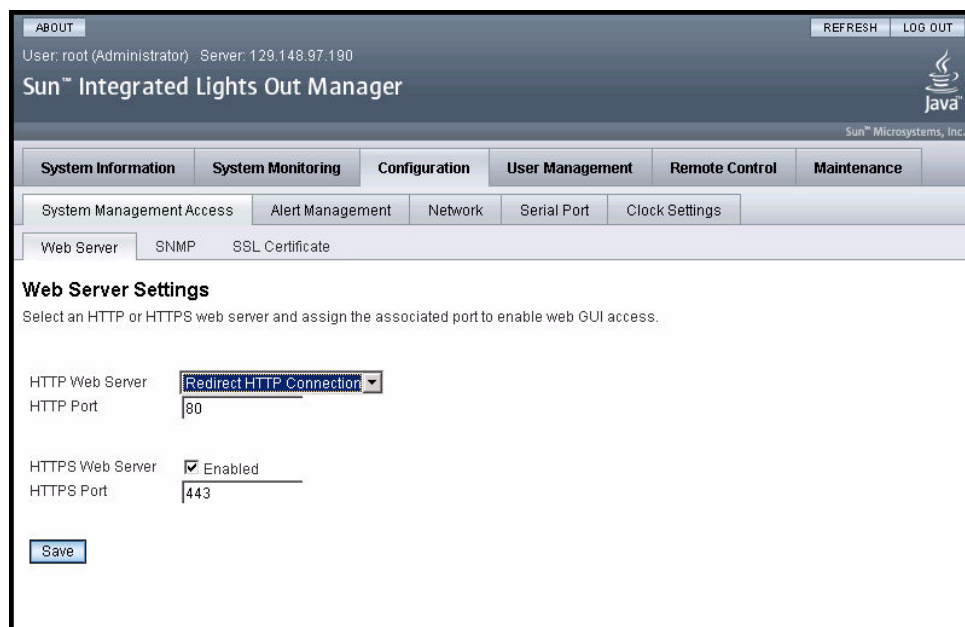 ABOUT REFRESH LOG OUT
User: root (Administrator) Server: 129.148.97.190
Sun™ Integrated Lights Out Manager
Java™
Sun™ Microsystems, Inc.
System Information System Monitoring Configuration User Management Remote Control Maintenance
System Management Access Alert Management Network Serial Port Clock Settings
Web Server SNMP SSL Certificate
Web Server Settings
Select an HTTP or HTTPS web server and assign the associated port to enable web GUI access.
HTTP Web Server Redirect HTTP Connection
HTTP Port 80
HTTPS Web Server Enabled
HTTPS Port 443
Save